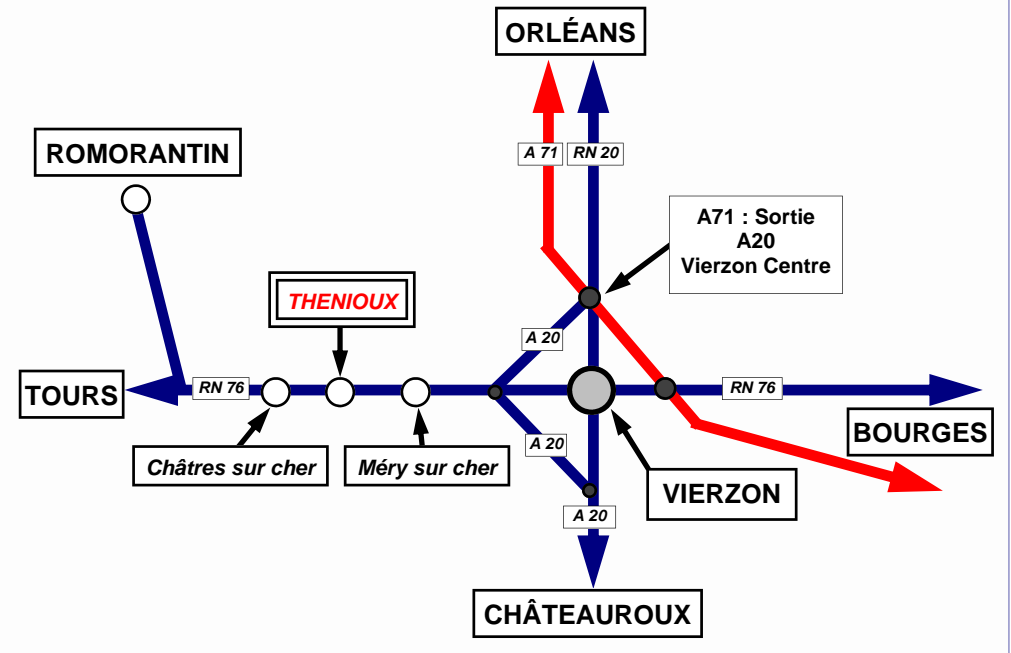 ORLÉANS
ROMORANTIN
A 71
RN 20
A71 : Sortie
A20
Vierzon Centre
THENIOUX
A 20
TOURS
RN 76
RN 76
Châtres sur cher
Méry sur cher
A 20
BOURGES
VIERZON
A 20
CHÂTEAUROUX